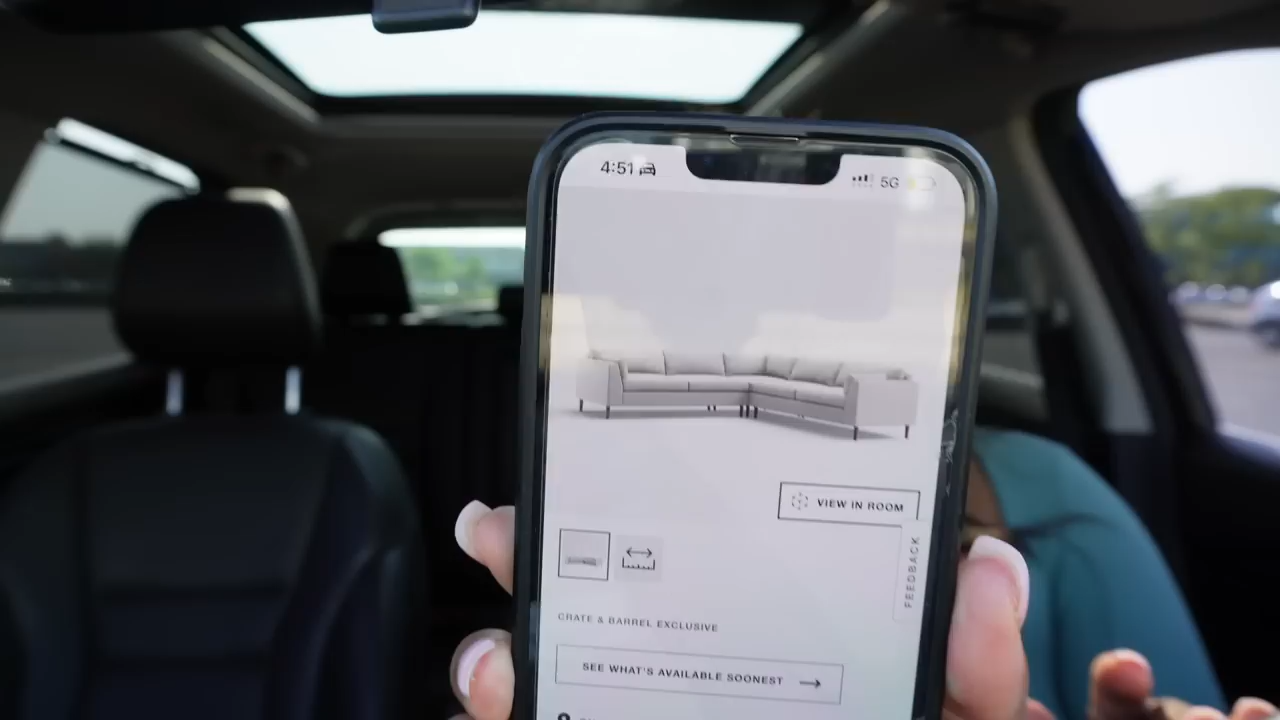 4:51
5G
VIEW IN ROOM
FEEDBACK
CRATE & BARREL EXCLUSIVE
SEE WHAT'S AVAILABLE SOONEST